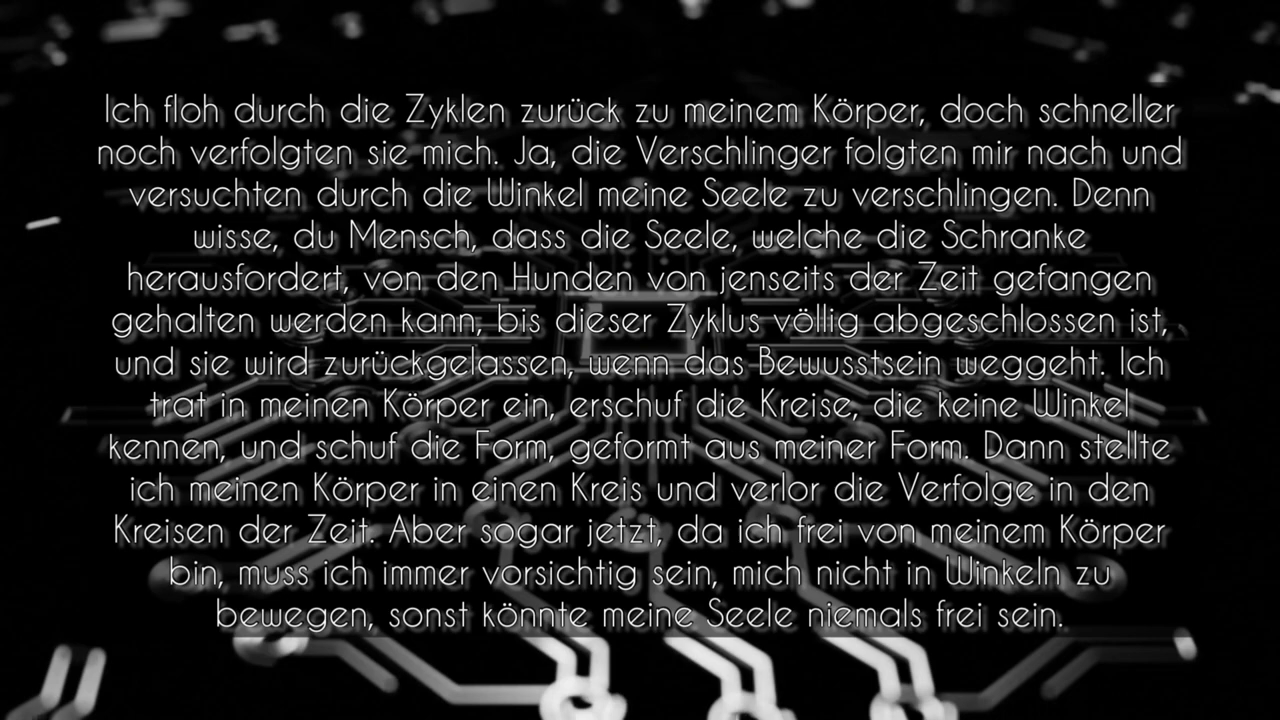 Ich floh durch die Zyklen zurück zu meinem Körper, doch schneller
noch verfolgten sie mich. Ja, die Verschlinger folgten mir nach und
versuchten durch die Winkel meine Seele zu verschlingen. Denn
wisse, du Mensch, dass die Seele, welche die Schranke
herausfordert, von den Hunden von jenseits der Zeit gefangen
gehalten werden kann, bis dieser Zyklus völlig abgeschlossen ist,
und sie wird zurückgelassen, wenn das Bewusstsein weggeht. Ich
trat in meinen Körper ein, erschuf die Kreise, die keine Winkel
kennen, und schuf die Form, geformt aus meiner Form. Dann stellte
ich meinen Körper in einen Kreis und verlor die Verfolge in den
Kreisen der Zeit. Aber sogar jetzt, da ich frei von meinem Körper
bin, muss ich immer vorsichtig sein, mich nicht in Winkeln zu
bewegen, sonst könnte meine Seele niemals frei sein.